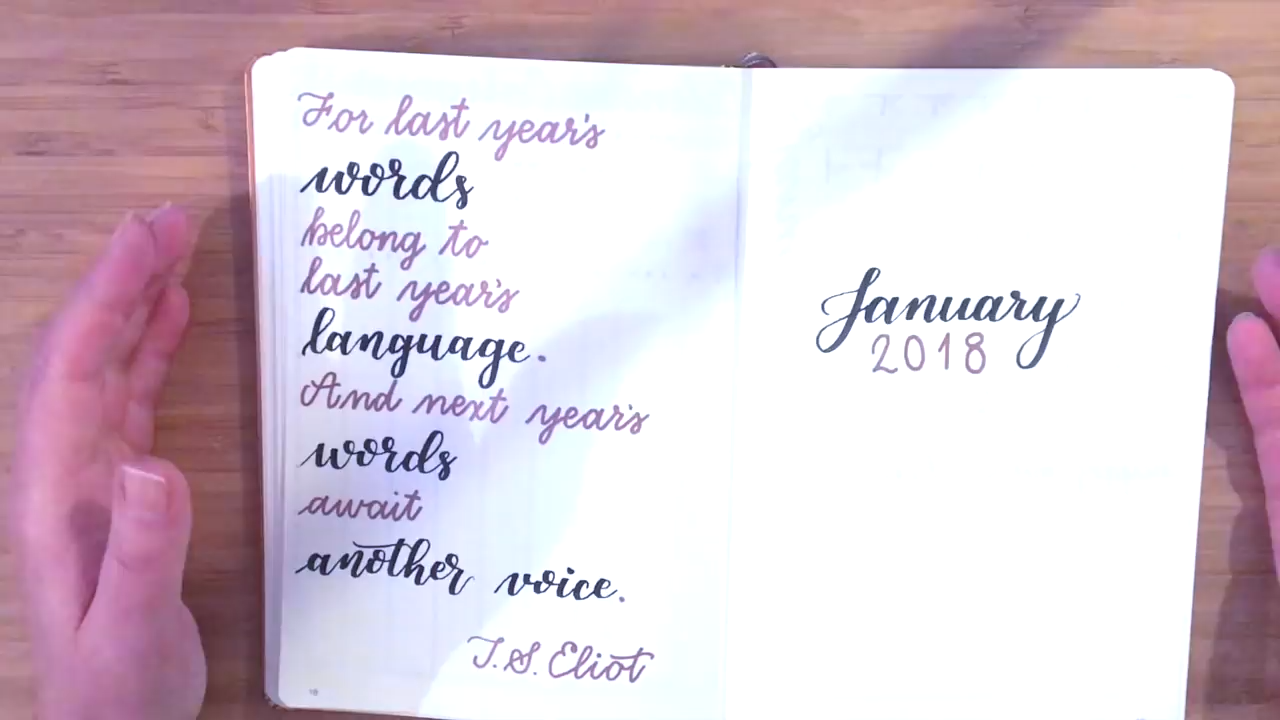 For last year's
words
belong to
last year's
language.
And next year's
words
await
another voice.
T.S. Eliot
18
January
2018